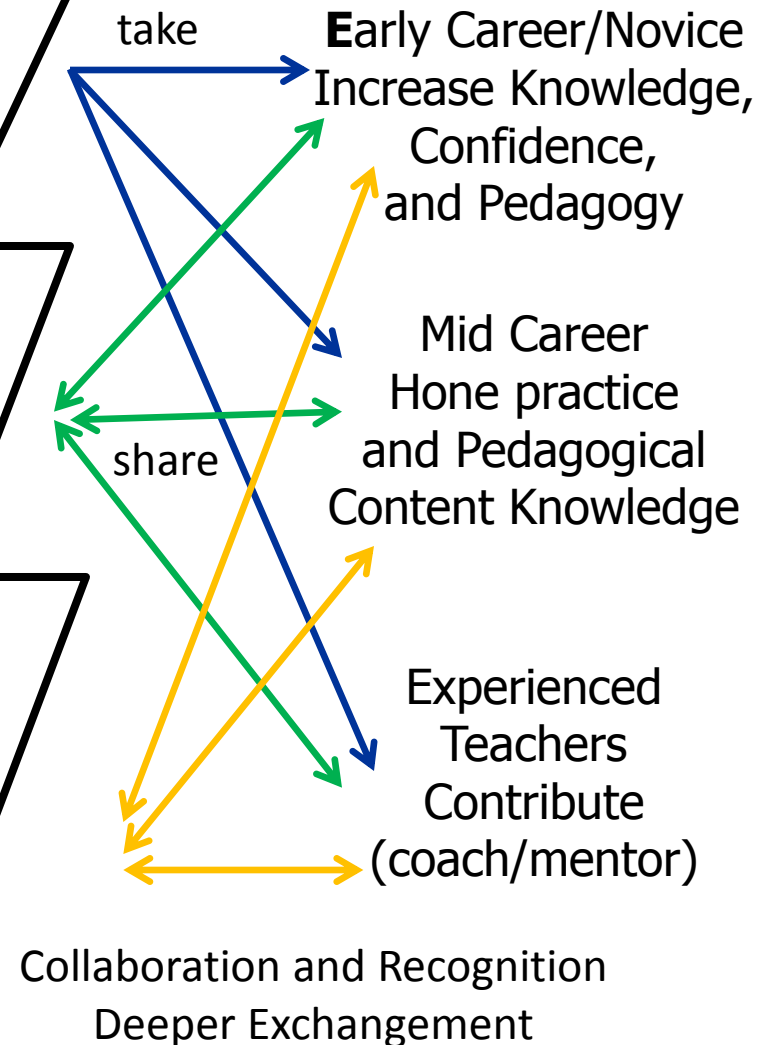 take
Early Career/Novice
Increase Knowledge,
Confidence,
and Pedagogy
Mid Career
Hone practice
and Pedagogical
Content Knowledge
share
Experienced
Teachers
Contribute
(coach/mentor)
Collaboration and Recognition
Deeper Exchangement